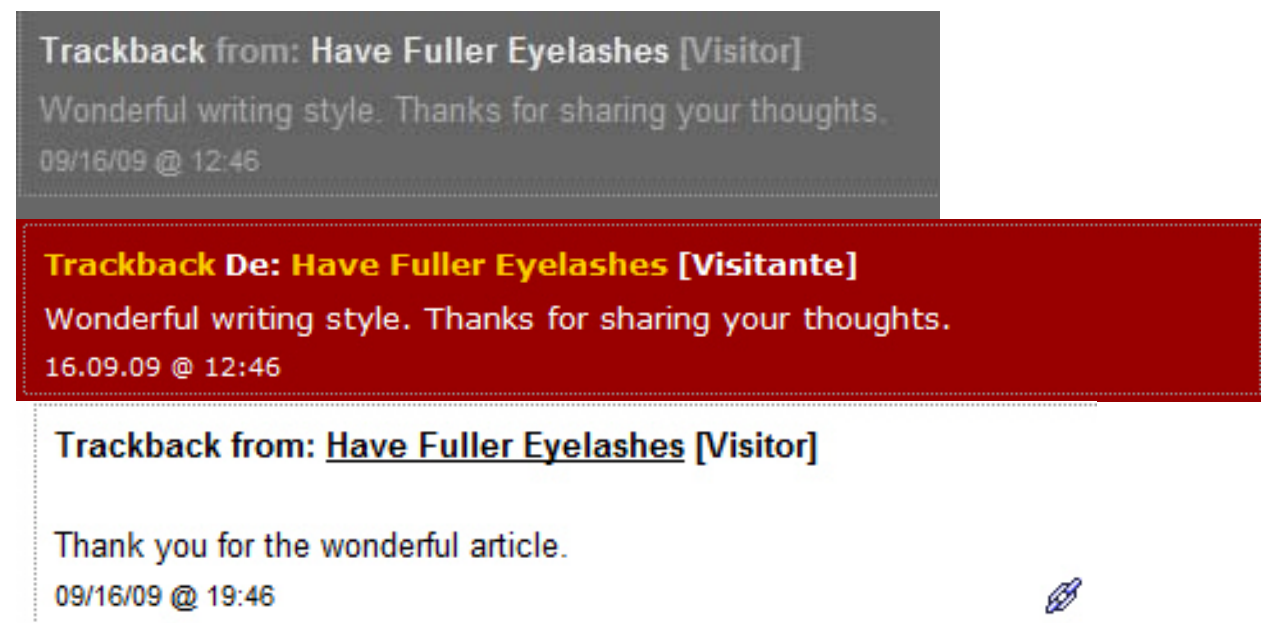 Trackback from: Have Fuller Eyelashes [Visitor]
Wonderful writing style. Thanks for sharing your thoughts.
09/16/09 @ 12:46
Trackback De: Have Fuller Eyelashes [Visitante]
Wonderful writing style. Thanks for sharing your thoughts.
16.09.09 @ 12:46
Trackback from: Have Fuller Eyelashes [Visitor]
Thank you for the wonderful article.
09/16/09 @ 19:46